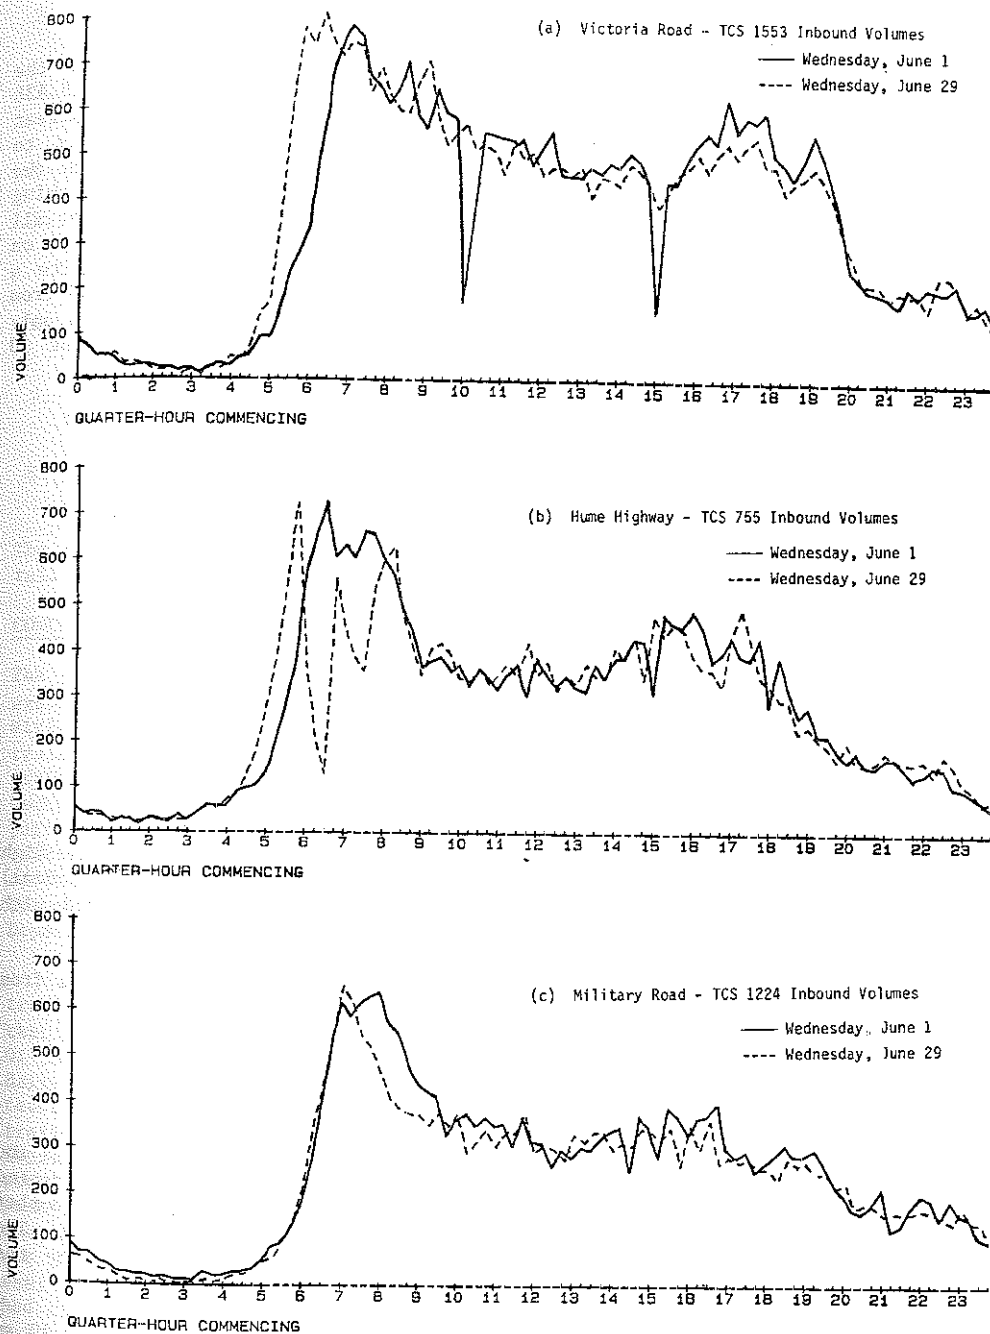 800
(a) Victoria Road - TCS 1553 Inbound Volumes
Wednesday, June 1
Wednesday, June 29
700
600
500
400
300
200
100
0
VOLUME
0 1 2 3 4 5 6 7 8 9 10 11 12 13 14 15 16 17 18 19 20 21 22 23
QUARTER-HOUR COMMENCING
800
700
(b) Hume Highway - TCS 755 Inbound Volumes
Wednesday, June 1
Wednesday, June 29
600
500
400
300
200
100
0
VOLUME
0 1 2 3 4 5 6 7 8 9 10 11 12 13 14 15 16 17 18 19 20 21 22 23
QUARTER-HOUR COMMENCING
800
700
(c) Military Road - TCS 1224 Inbound Volumes
Wednesday, June 1
Wednesday, June 29
600
500
400
300
200
100
0
VOLUME
0 1 2 3 4 5 6 7 8 9 10 11 12 13 14 15 16 17 18 19 20 21 22 23
QUARTER-HOUR COMMENCING